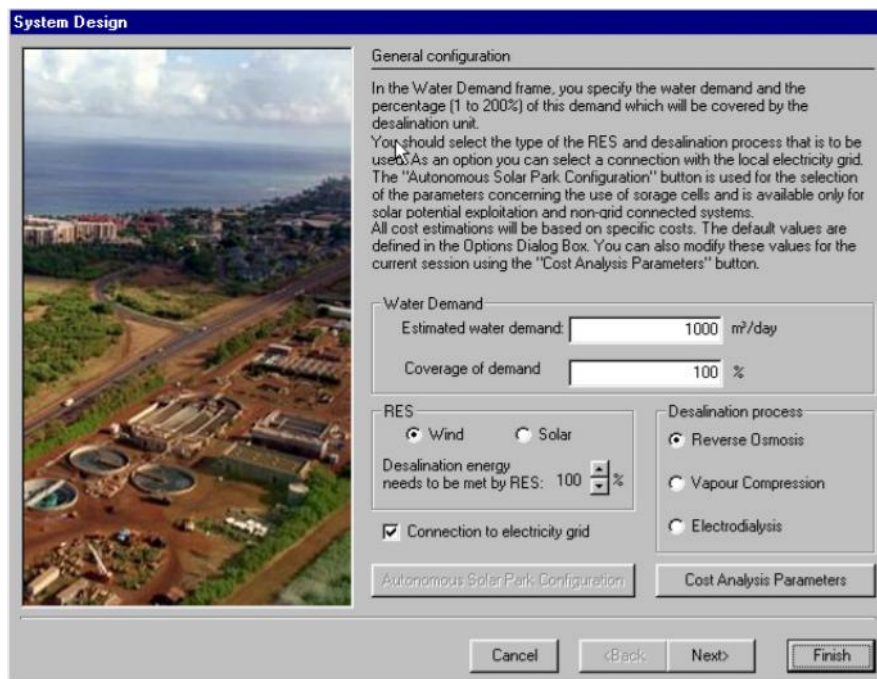 System Design
General configuration
In the Water Demand frame, you specify the water demand and the
percentage (1 to 200%) of this demand which will be covered by the
desalination unit.
You should select the type of the RES and desalination process that is to be
used. As an option you can select a connection with the local electricity grid.
The "Autonomous Solar Park Configuration" button is used for the selection
of the parameters concerning the use of sorage cells and is available only for
solar potential exploitation and non-grid connected systems.
All cost estimations will be based on specific costs. The default values are
defined in the Options Dialog Box. You can also modify these values for the
current session using the "Cost Analysis Parameters" button.
Water Demand
Estimated water demand: 1000 m³/day
Coverage of demand 100 %
RES
Wind Solar
Desalination energy
needs to be met by RES: 100 %
Connection to electricity grid
Desalination process
Reverse Osmosis
Vapour Compression
Electrodialysis
Autonomous Solar Park Configuration
Cost Analysis Parameters
Cancel <Back Next> Finish